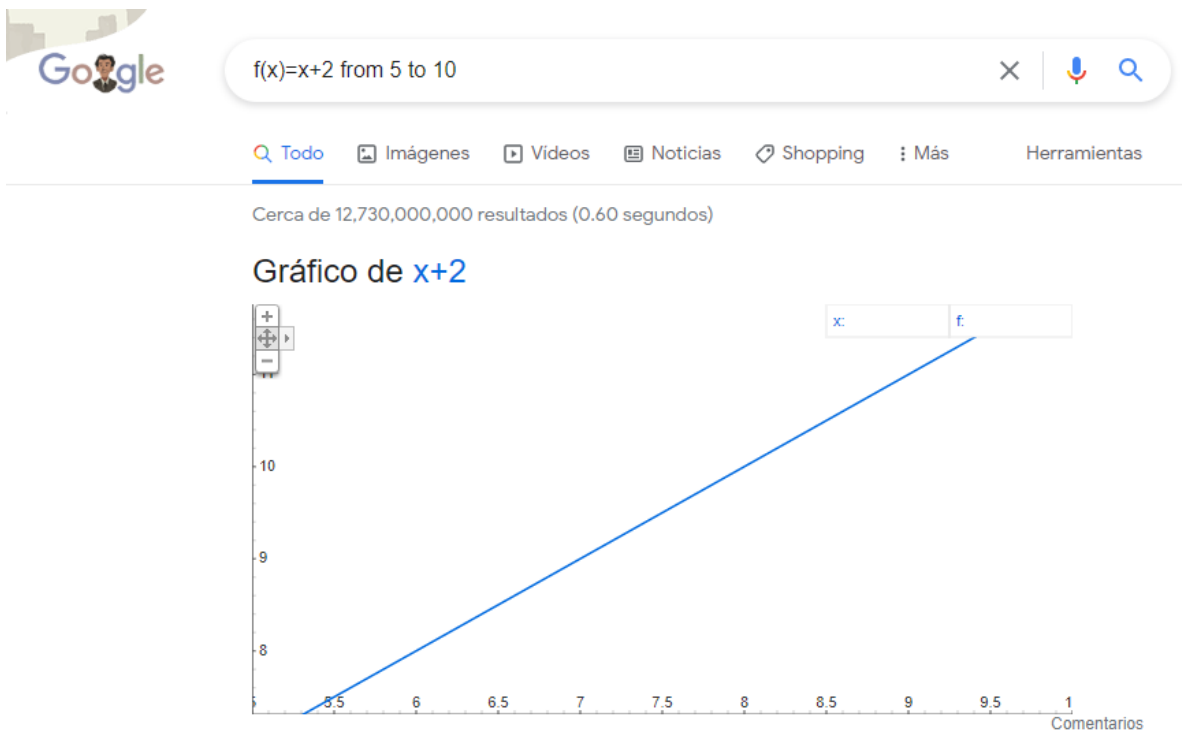 Google
f(x)=x+2 from 5 to 10
Todo Imágenes Videos Noticias Shopping Más Herramientas
Cerca de 12,730,000,000 resultados (0.60 segundos)
Gráfico de x+2
x: f:
10
9
8
5.5 6 6.5 7 7.5 8 8.5 9 9.5 1
Comentarios